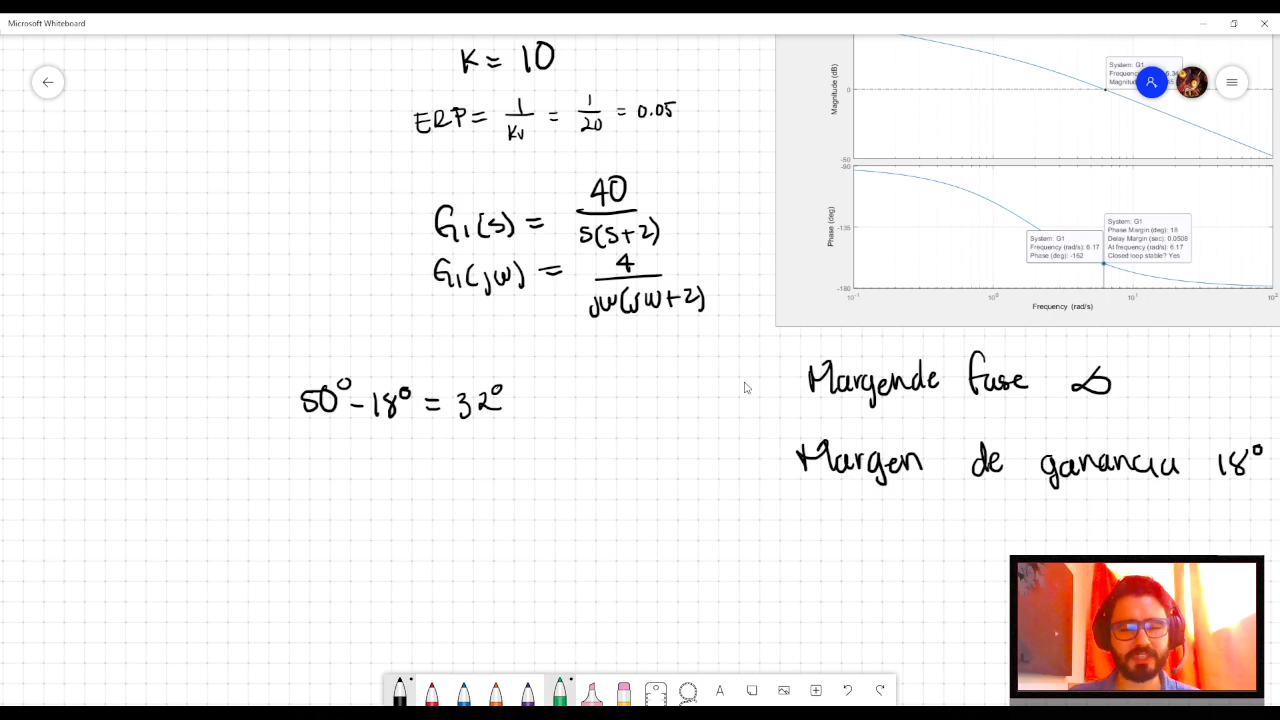 Microsoft Whiteboard
K = 10
ERP = 1/Kv = 1/20 = 0.05
G1(s) = 40/s(s+2)
G1(jw) = 4/jw(jw+2)
50° - 18° = 32°
Magnitude (dB)
0
-50
System: G1
-90
-135
-180
Phase (deg)
System: G1
Frequency (rad/s): 6.17
Phase (deg): -162
System: G1
Phase Margin (deg): 18
Delay Margin (sec): 0.0508
At frequency (rad/s): 6.17
Closed loop stable? Yes
10^-1 10^0 10^1 10^2
Frequency (rad/s)
Margende fase ∞
Margen de ganancia 18°
A